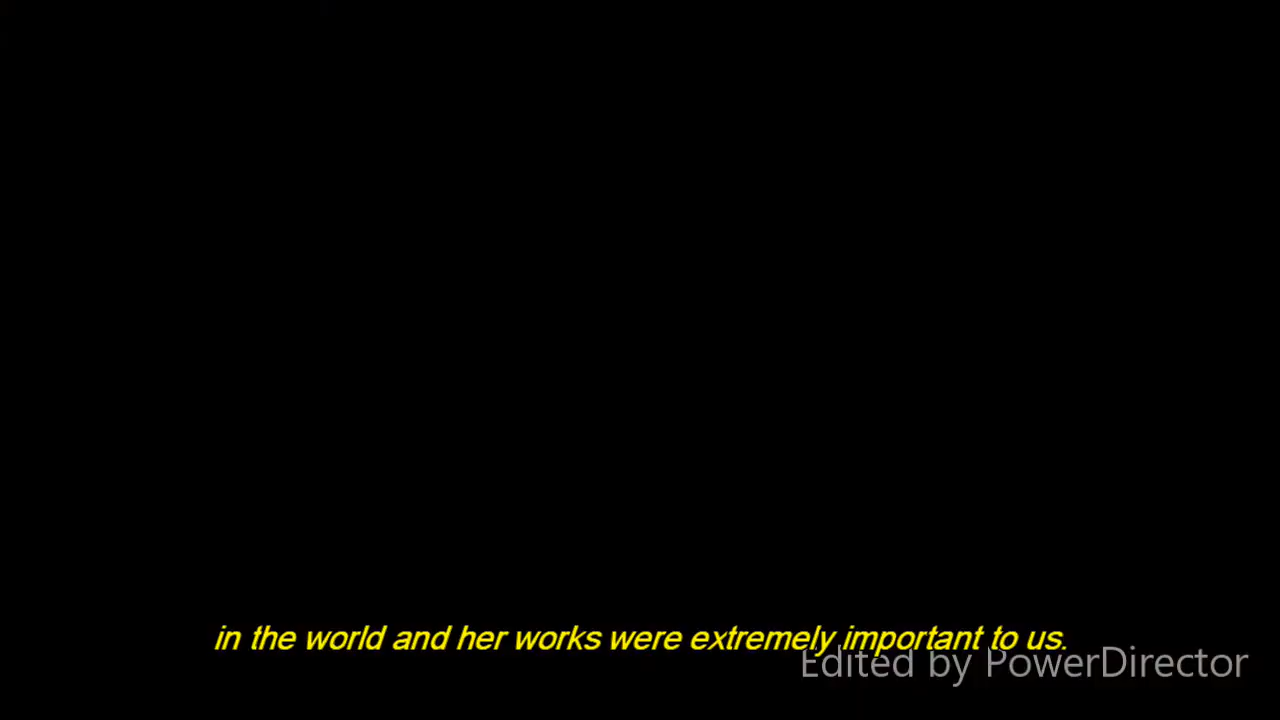 in the world and her works were extremely important to us.
Edited by PowerDirector